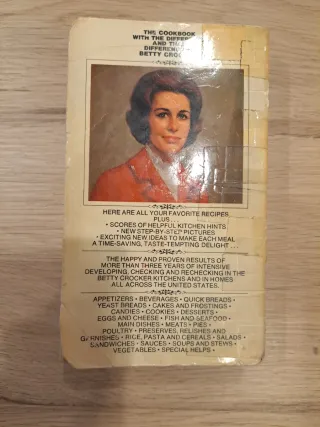 THE COOKBOOK
WITH THE DIFFER
AND THE
DIFFERENC
BETTY CROC
HERE ARE ALL YOUR FAVORITE RECIPES
PLUS . . .
• SCORES OF HELPFUL KITCHEN HINTS
• NEW STEP-BY-STEP PICTURES
• EXCITING NEW IDEAS TO MAKE EACH MEAL
A TIME-SAVING, TASTE-TEMPTING DELIGHT . . .
THE HAPPY AND PROVEN RESULTS OF
MORE THAN THREE YEARS OF INTENSIVE
DEVELOPING, CHECKING AND RECHECKING IN THE
BETTY CROCKER KITCHENS AND IN HOMES
ALL ACROSS THE UNITED STATES.
APPETIZERS • BEVERAGES • QUICK BREADS •
YEAST BREADS • CAKES AND FROSTINGS •
CANDIES • COOKIES • DESSERTS •
EGGS AND CHEESE • FISH AND SEAFOOD •
MAIN DISHES • MEATS • PIES •
POULTRY • PRESERVES, RELISHES AND
GARNISHES • RICE, PASTA AND CEREALS • SALADS •
SANDWICHES • SAUCES • SOUPS AND STEWS •
VEGETABLES • SPECIAL HELPS •